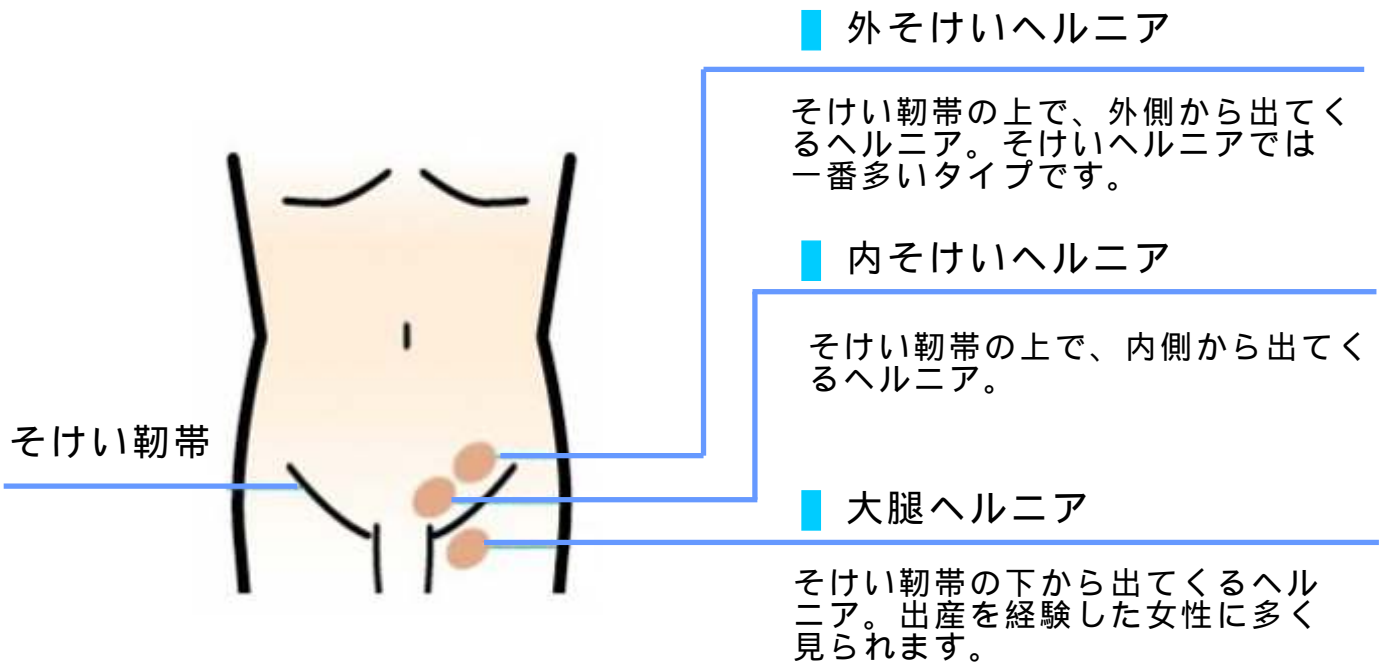 外そけいヘルニア
そけい靭帯の上で、外側から出てく
るヘルニア。そけいヘルニアでは
一番多いタイプです。
内そけいヘルニア
そけい靭帯の上で、内側から出てく
るヘルニア。
そけい靭帯
大腿ヘルニア
そけい靭帯の下から出てくるヘル
ニア。出産を経験した女性に多く
見られます。